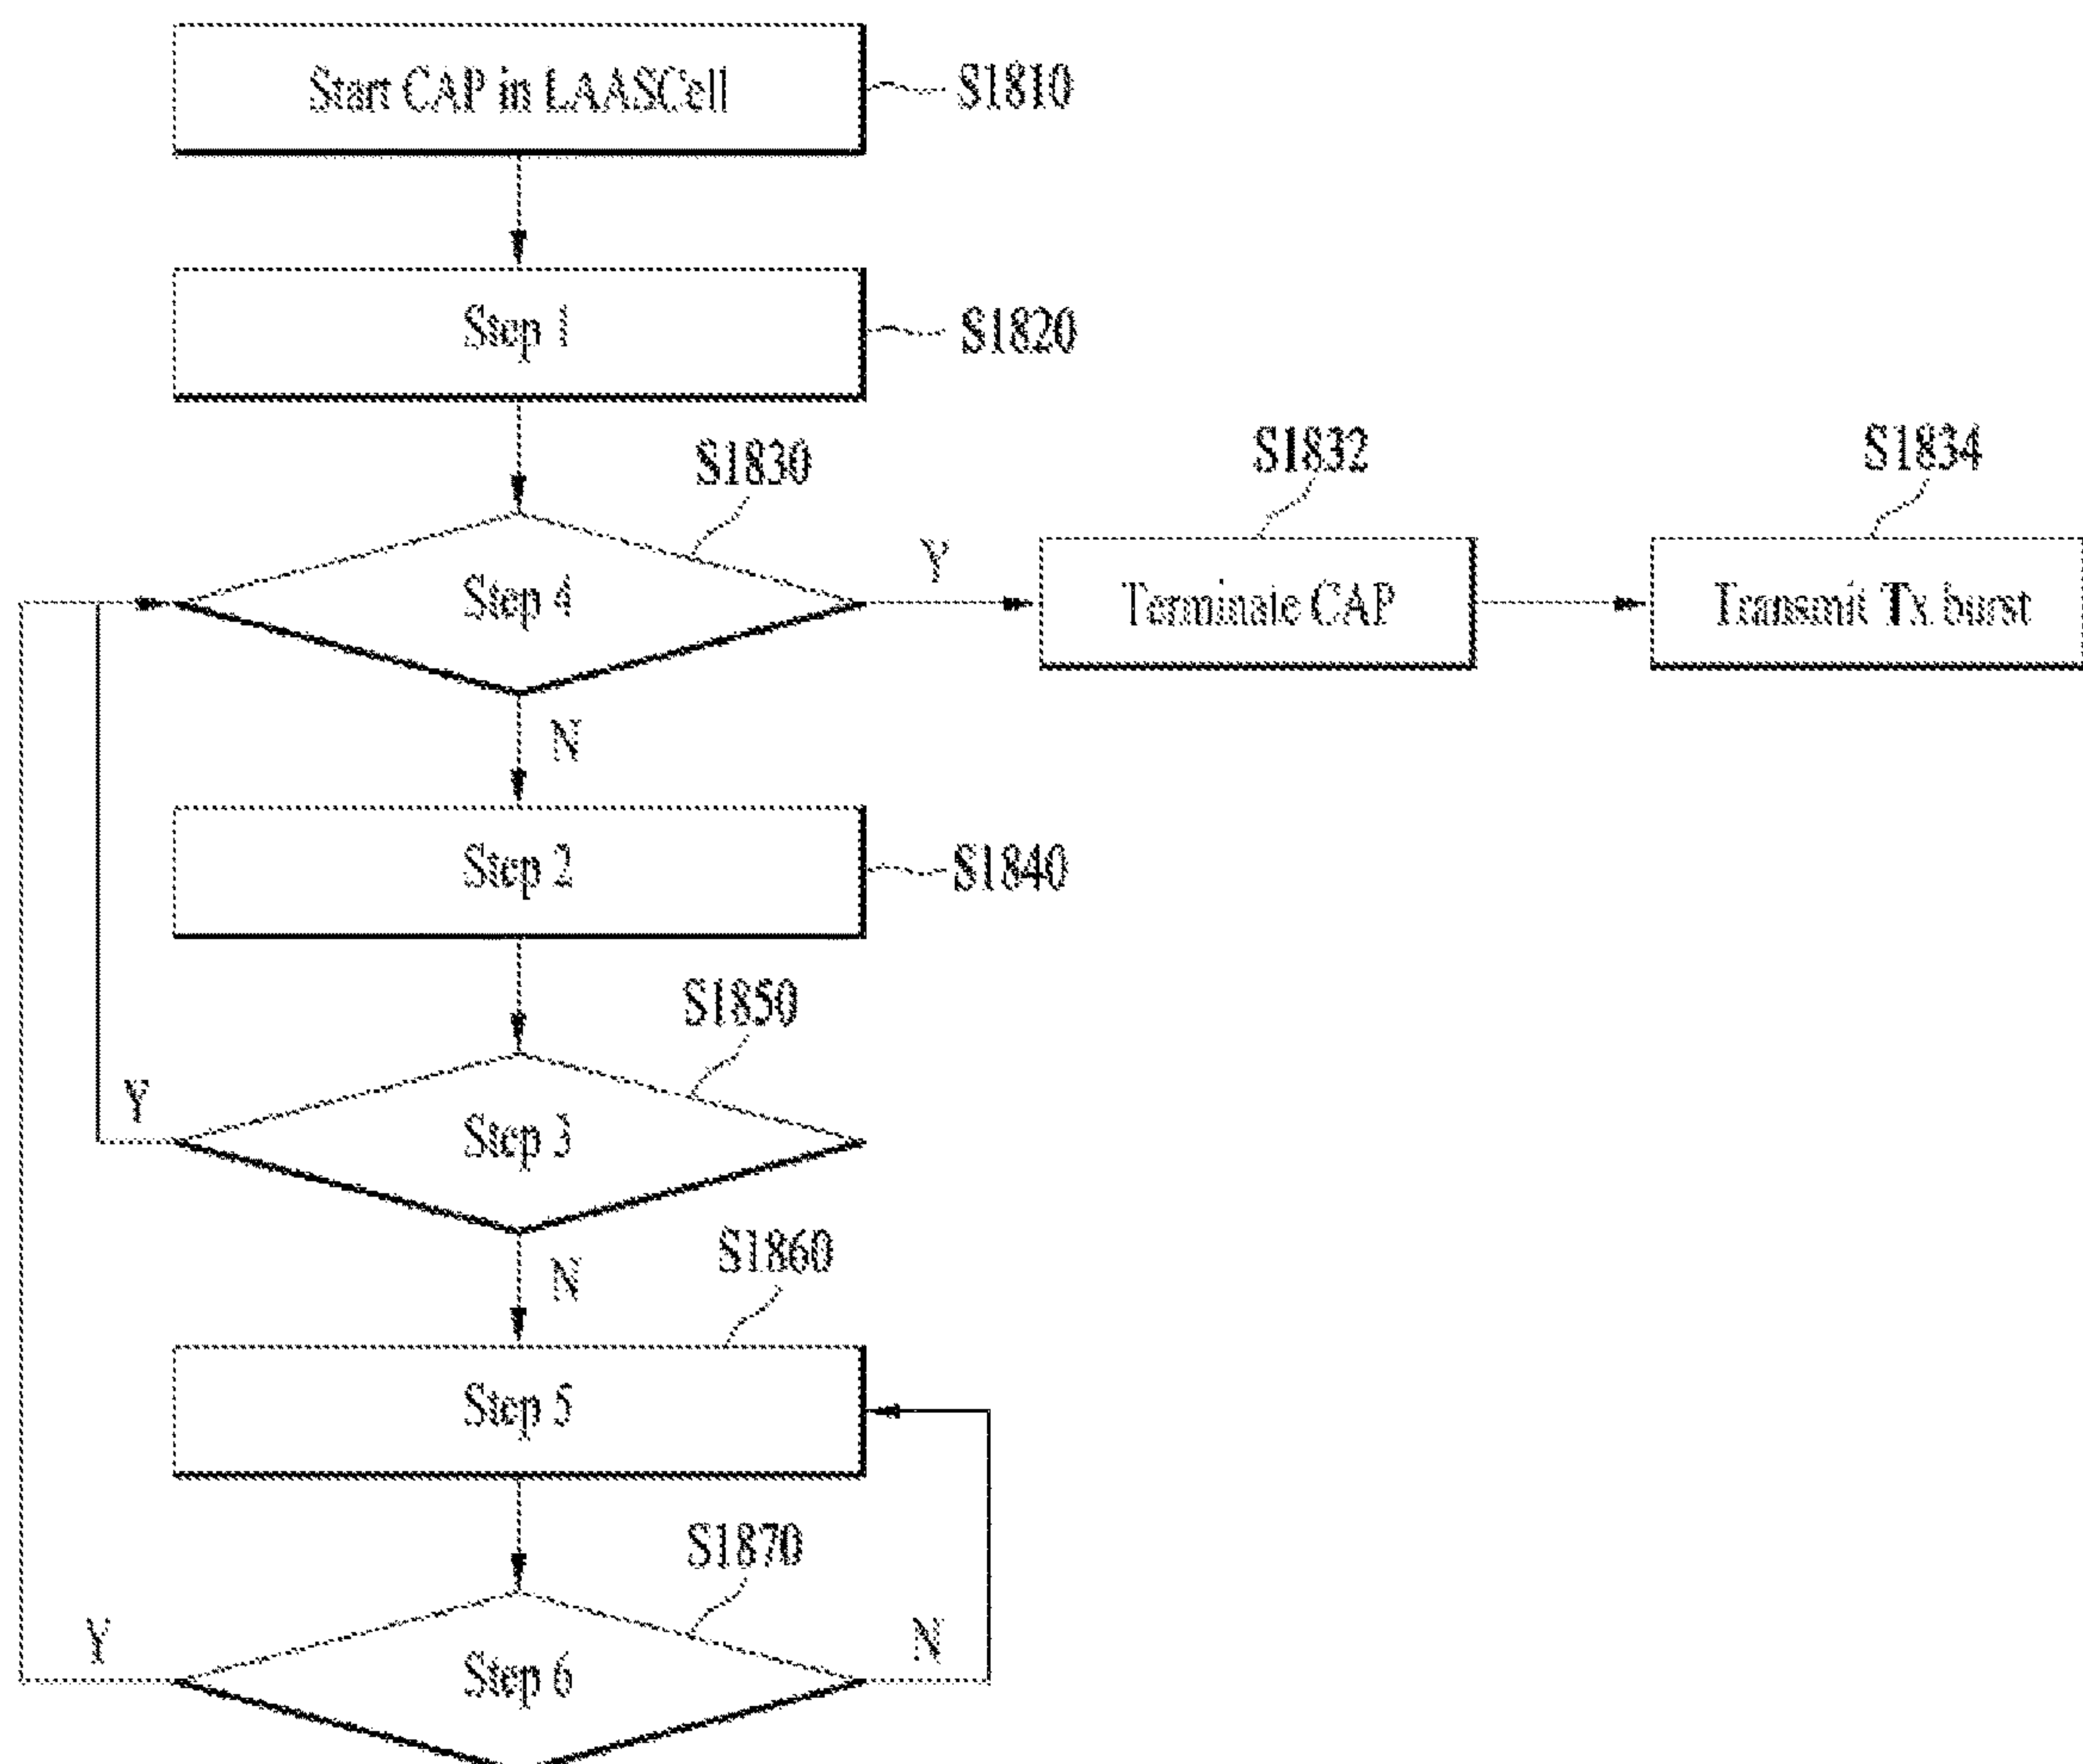 Start CAP in LAASCell
S1810
Step 1
S1820
S1830
S1832
S1834
Step 4
Y
Terminate CAP
Transmit Tx burst
N
Step 2
S1840
S1850
Y
Step 3
N
S1860
Step 5
S1870
Y
N
Step 6